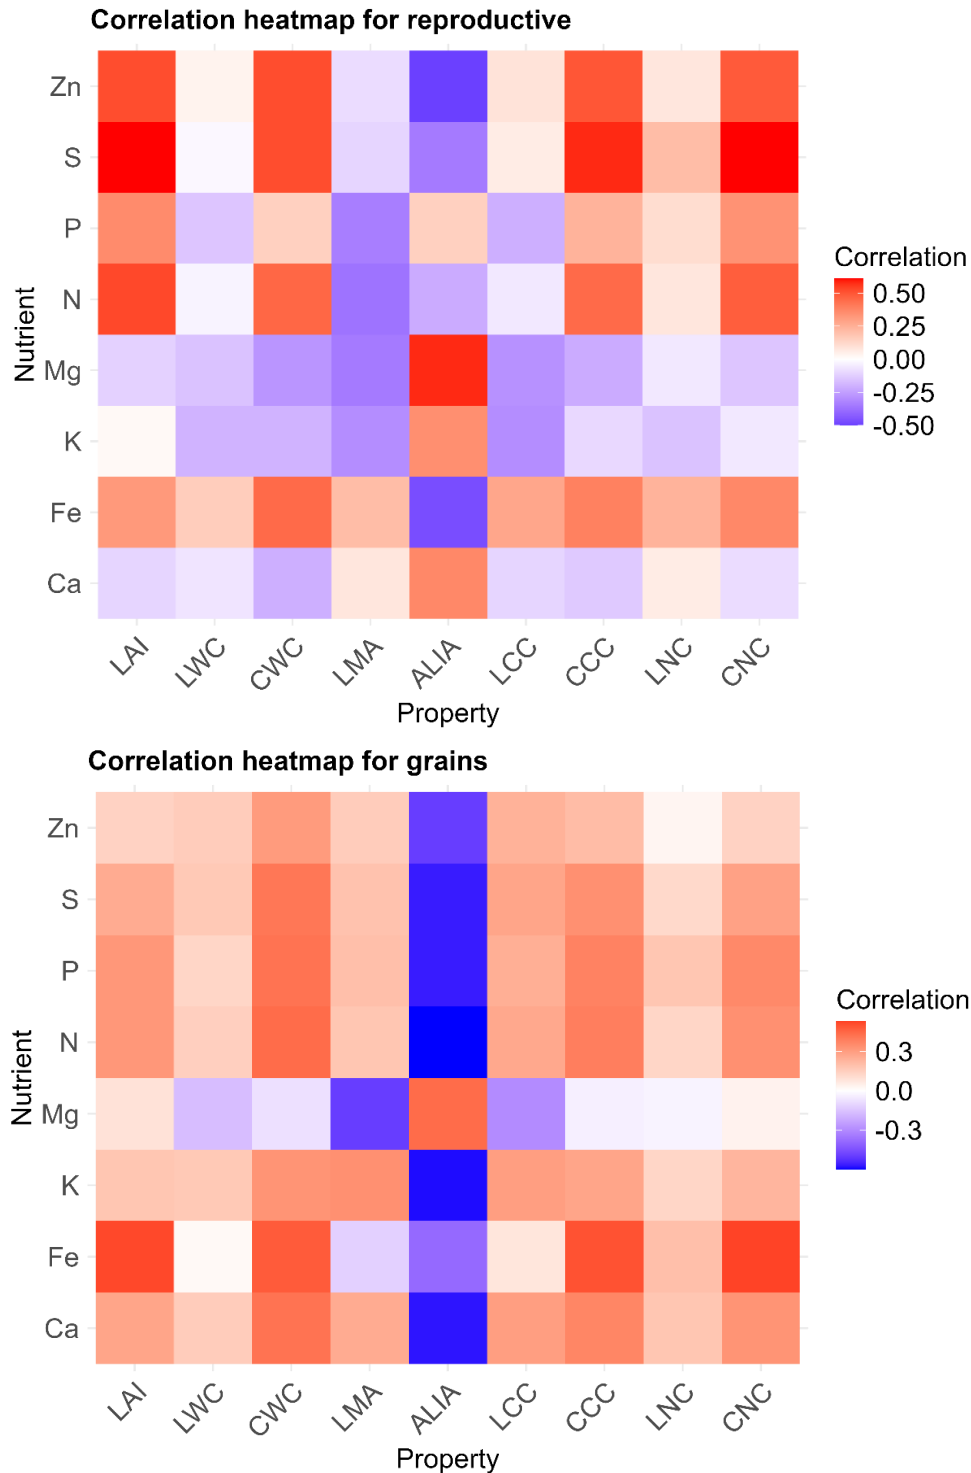 Correlation heatmap for reproductive
Zn
S
P
N
Mg
K
Fe
Ca
Nutrient
LAI LWC CWC LMA ALIA LCC CCC LNC CNC
Property
Correlation
0.50
0.25
0.00
-0.25
-0.50
Correlation heatmap for grains
Zn
S
P
N
Mg
K
Fe
Ca
Nutrient
LAI LWC CWC LMA ALIA LCC CCC LNC CNC
Property
Correlation
0.3
0.0
-0.3